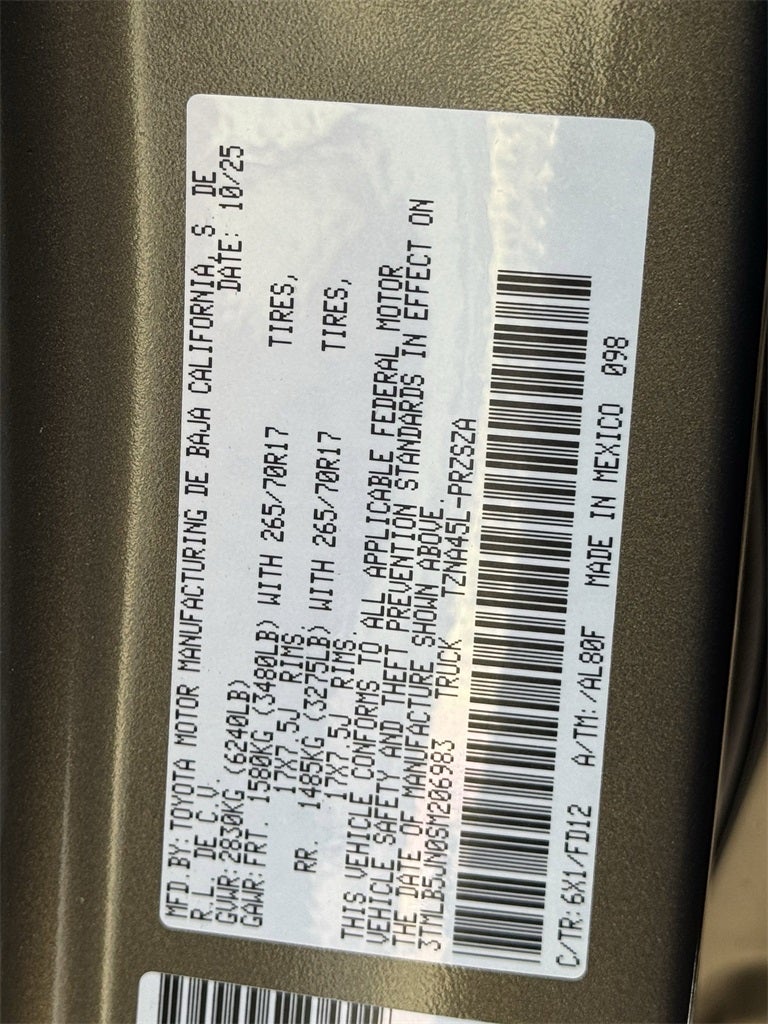 MFD.BY:TOYOTA MOTOR MANUFACTURING DE BAJA CALIFORNIA, S DE
R.L. DE C.V. DATE: 10/25
GVWR:2830KG (6240LB)
GAWR:FRT. 1580KG (3480LB) WITH 265/70R17 TIRES,
17X7.5J RIMS.
RR. 1485KG (3275LB) WITH 265/70R17 TIRES,
17X7.5J RIMS.
THIS VEHICLE CONFORMS TO ALL APPLICABLE FEDERAL MOTOR
VEHICLE SAFETY AND THEFT PREVENTION STANDARDS IN EFFECT ON
THE DATE OF MANUFACTURE SHOWN ABOVE.
3TMLB5JN0SM206983 TRUCK TZNA45L-PRZSZA
C/TR:6X1/FD12 A/TM:/AL80F MADE IN MEXICO 098